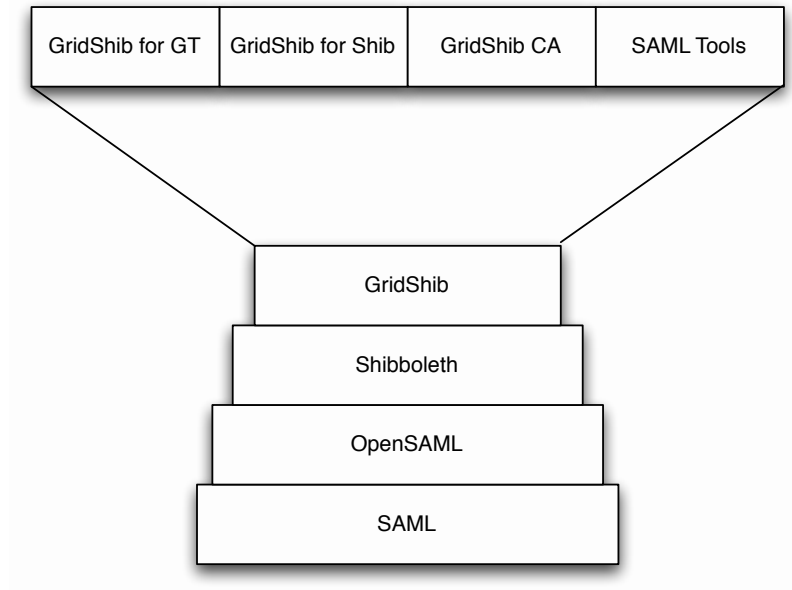 GridShib for GT
GridShib for Shib
GridShib CA
SAML Tools
GridShib
Shibboleth
OpenSAML
SAML